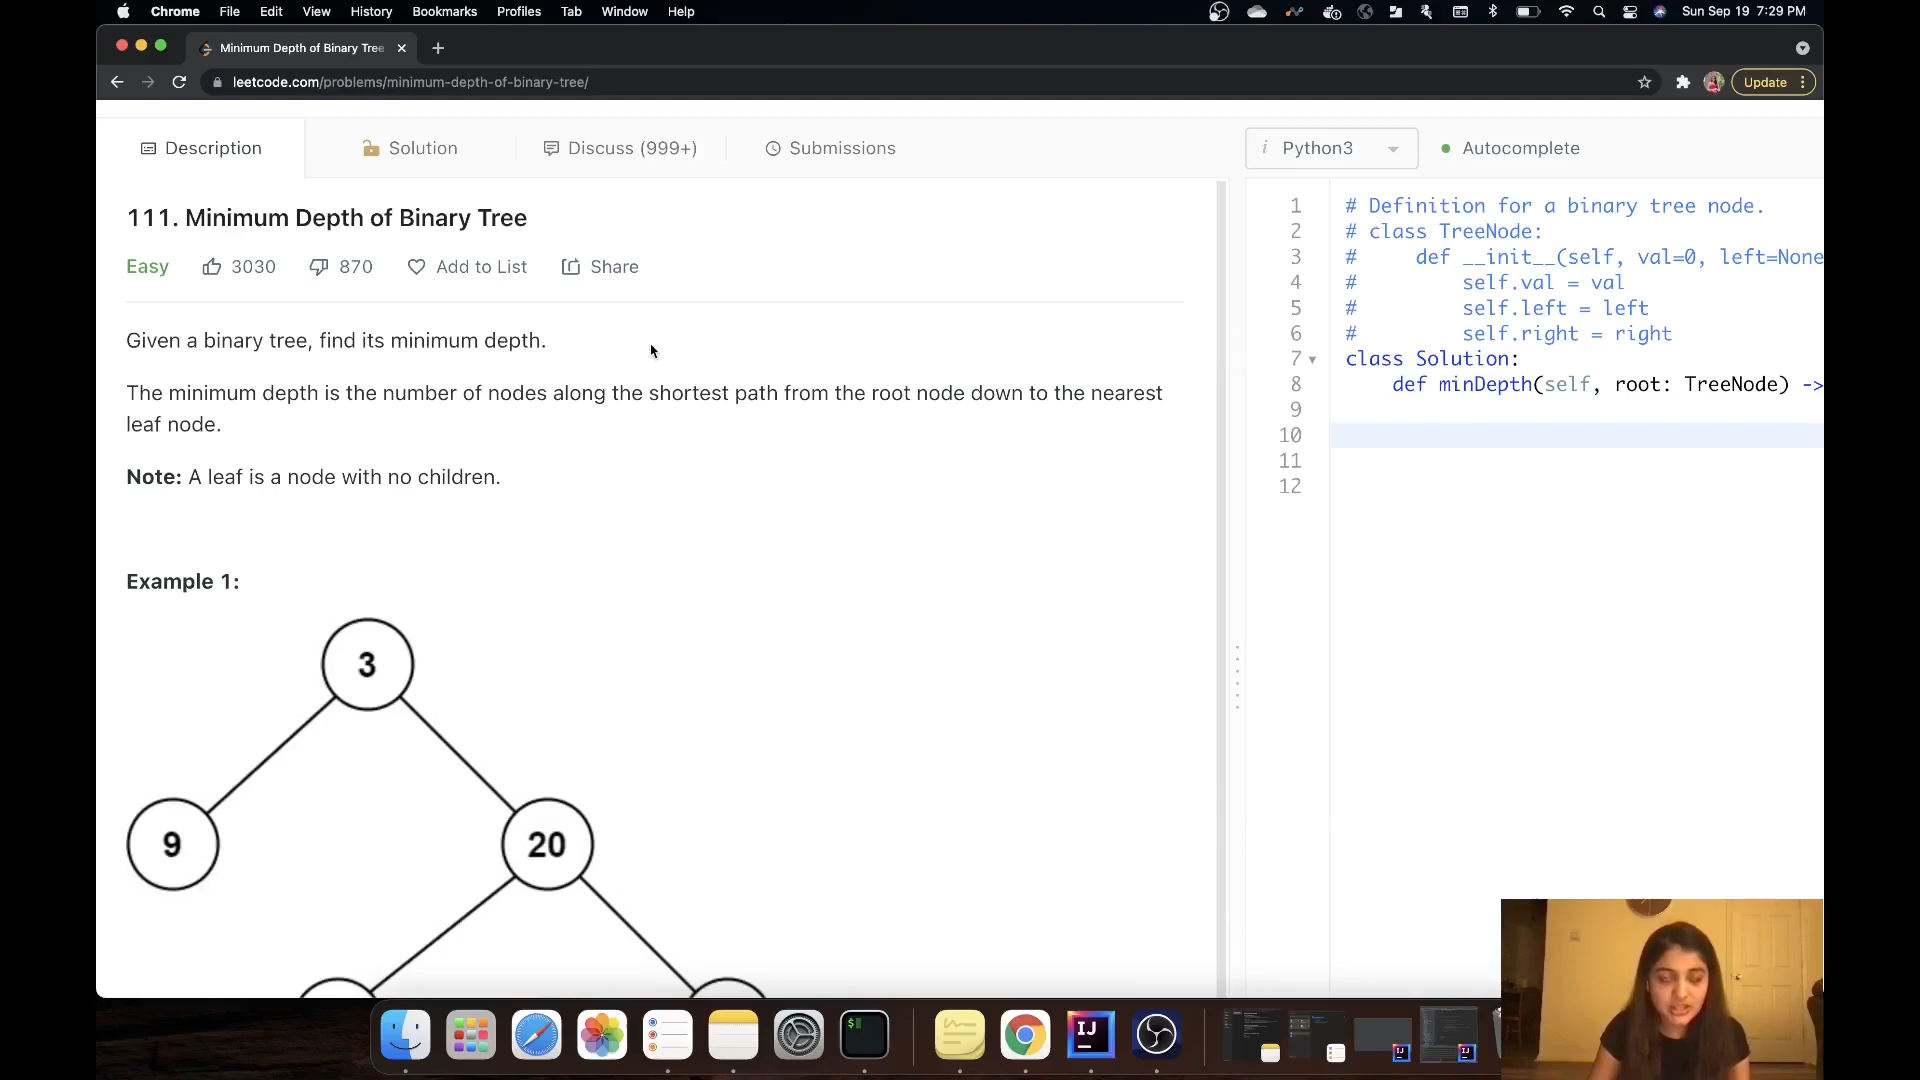 Chrome File Edit View History Bookmarks Profiles Tab Window Help
Sun Sep 19 7:29 PM
Minimum Depth of Binary Tree
leetcode.com/problems/minimum-depth-of-binary-tree/
Update
Description
Solution
Discuss (999+)
Submissions
i Python3
Autocomplete
111. Minimum Depth of Binary Tree
Easy 3030 870 Add to List Share
Given a binary tree, find its minimum depth.
The minimum depth is the number of nodes along the shortest path from the root node down to the nearest
leaf node.
Note: A leaf is a node with no children.
Example 1:
3
9
20
1 # Definition for a binary tree node.
2 # class TreeNode:
3 #     def __init__(self, val=0, left=None
4 #         self.val = val
5 #         self.left = left
6 #         self.right = right
7 class Solution:
8     def minDepth(self, root: TreeNode) ->
9
10
11
12
$
IJ
IJ
IJ